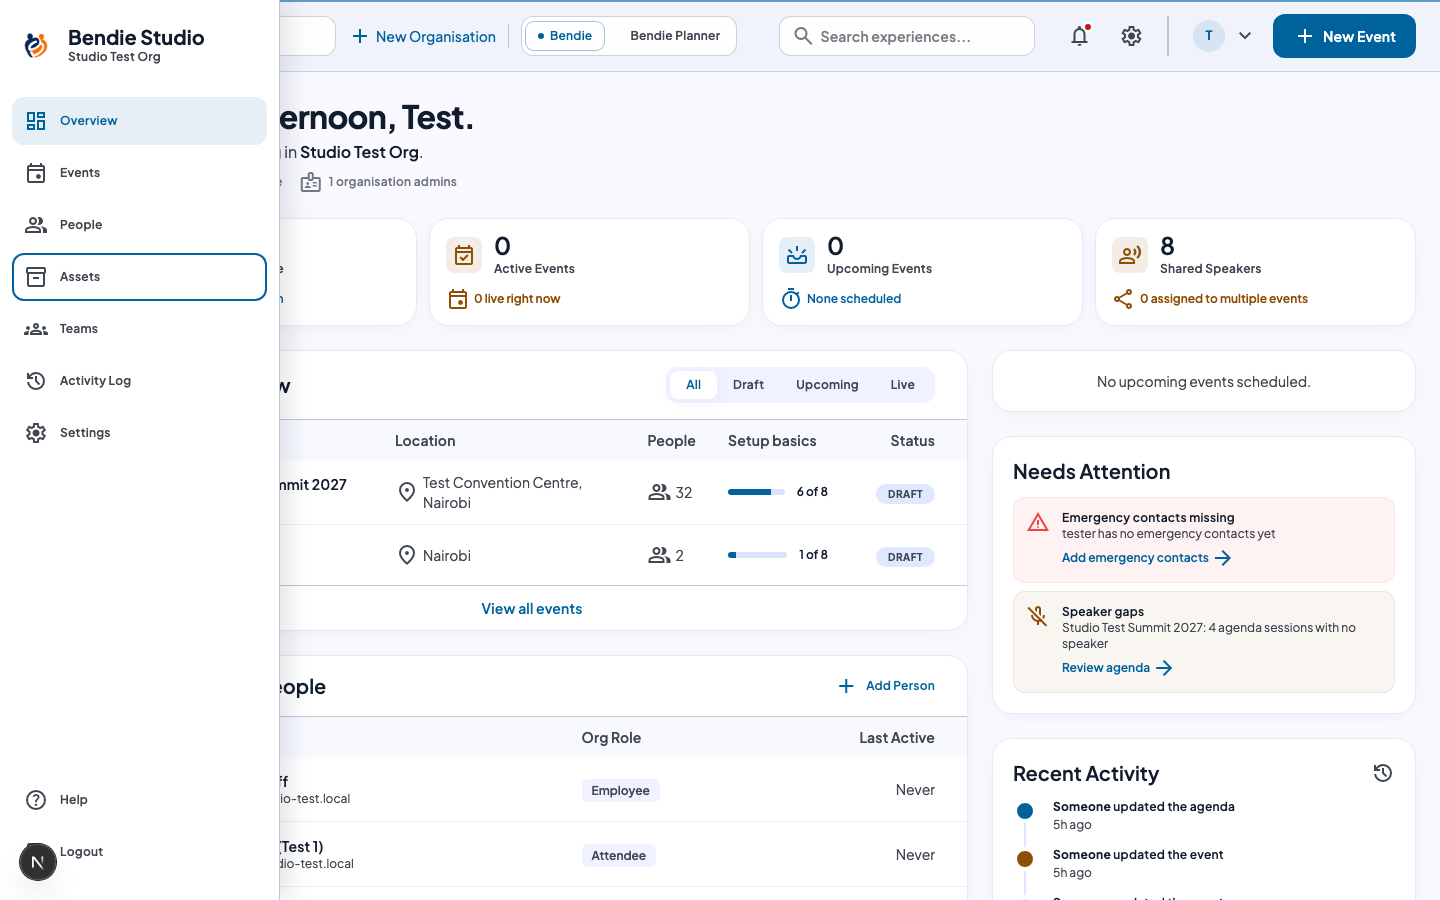 Bendie Studio
Studio Test Org
Overview
Events
People
Assets
Teams
Activity Log
Settings
Help
Logout
N
New Organisation
Bendie
Bendie Planner
Search experiences...
T
New Event
ernoon, Test.
in Studio Test Org.
1 organisation admins
0
Active Events
0 live right now
0
Upcoming Events
None scheduled
8
Shared Speakers
0 assigned to multiple events
All
Draft
Upcoming
Live
Location
People
Setup basics
Status
mmit 2027
Test Convention Centre,
Nairobi
32
6 of 8
DRAFT
Nairobi
2
1 of 8
DRAFT
View all events
eople
Add Person
Org Role
Last Active
ff
io-test.local
Employee
Never
(Test 1)
dio-test.local
Attendee
Never
No upcoming events scheduled.
Needs Attention
Emergency contacts missing
tester has no emergency contacts yet
Add emergency contacts
Speaker gaps
Studio Test Summit 2027: 4 agenda sessions with no
speaker
Review agenda
Recent Activity
Someone updated the agenda
5h ago
Someone updated the event
5h ago